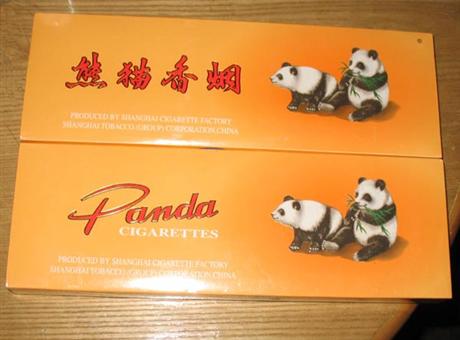 熊猫香烟
PRODUCED BY SHANGHAI CIGARETTE FACTORY
SHANGHAI TOBACCO (GROUP) CORPORATION, CHINA
Panda
CIGARETTES
PRODUCED BY SHANGHAI CIGARETTE FACTORY
SHANGHAI TOBACCO (GROUP) CORPORATION, CHINA